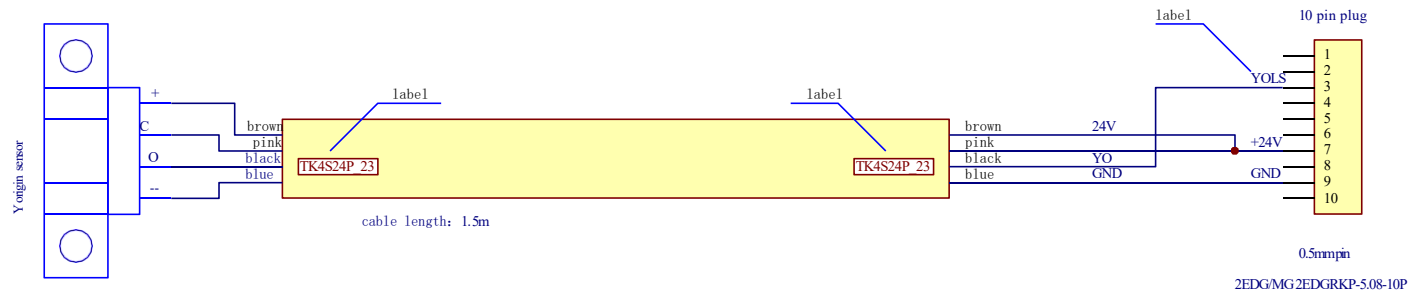 label
10 pin plug
1
2
YOLS
3
4
5
6
+24V
7
8
GND
9
10
label
label
+
C
O
--
brown
pink
black
blue
TK4S24P_23
TK4S24P_23
brown
24V
pink
black
YO
blue
GND
Y origin sensor
cable length: 1.5m
0.5mmpin
2EDG/MG2EDGRKP-5.08-10P